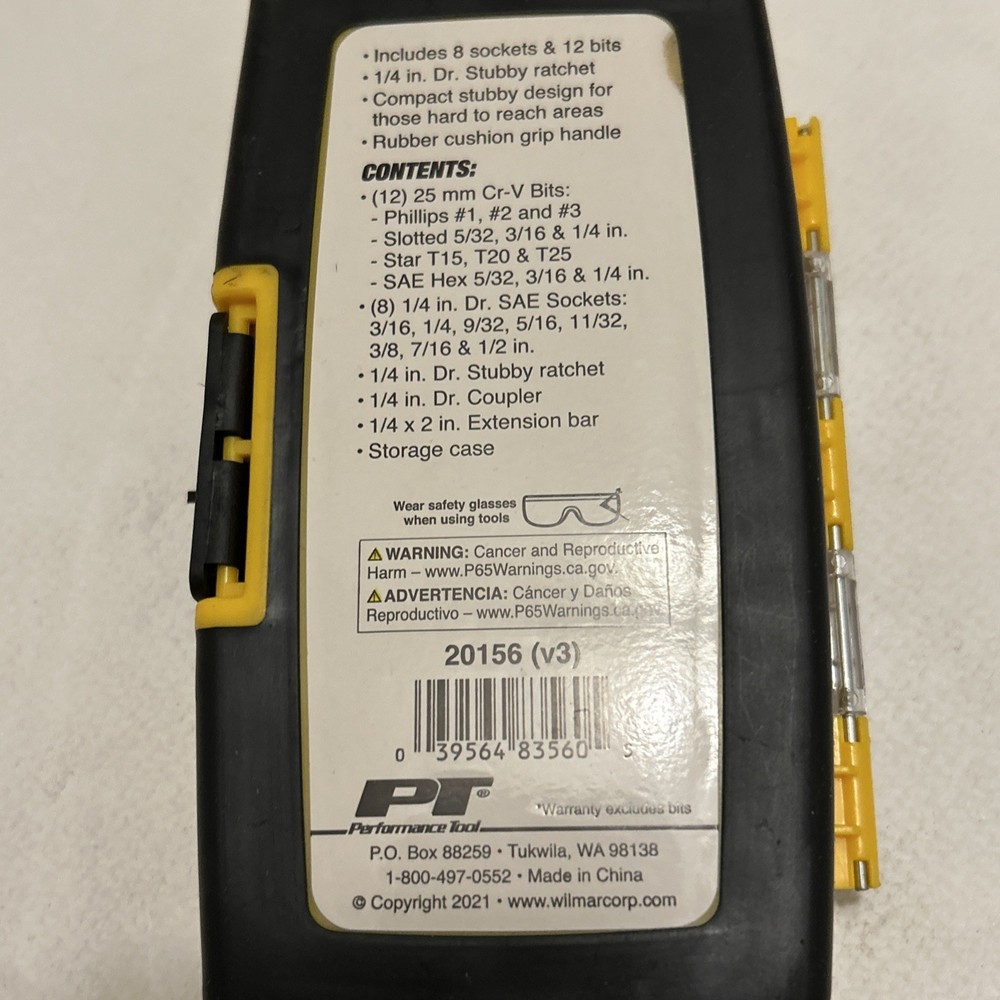 • Includes 8 sockets & 12 bits
• 1/4 in. Dr. Stubby ratchet
• Compact stubby design for
those hard to reach areas
• Rubber cushion grip handle
CONTENTS:
• (12) 25 mm Cr-V Bits:
- Phillips #1, #2 and #3
- Slotted 5/32, 3/16 & 1/4 in.
- Star T15, T20 & T25
- SAE Hex 5/32, 3/16 & 1/4 in.
• (8) 1/4 in. Dr. SAE Sockets:
3/16, 1/4, 9/32, 5/16, 11/32,
3/8, 7/16 & 1/2 in.
• 1/4 in. Dr. Stubby ratchet
• 1/4 in. Dr. Coupler
• 1/4 x 2 in. Extension bar
• Storage case
Wear safety glasses
when using tools
⚠ WARNING: Cancer and Reproductive
Harm – www.P65Warnings.ca.gov.
⚠ ADVERTENCIA: Cáncer y Daños
Reproductivo – www.P65Warnings.ca.gov.
20156 (v3)
0 39564 83560 5
PT®
Performance Tool
*Warranty excludes bits
P.O. Box 88259 • Tukwila, WA 98138
1-800-497-0552 • Made in China
© Copyright 2021 • www.wilmarcorp.com